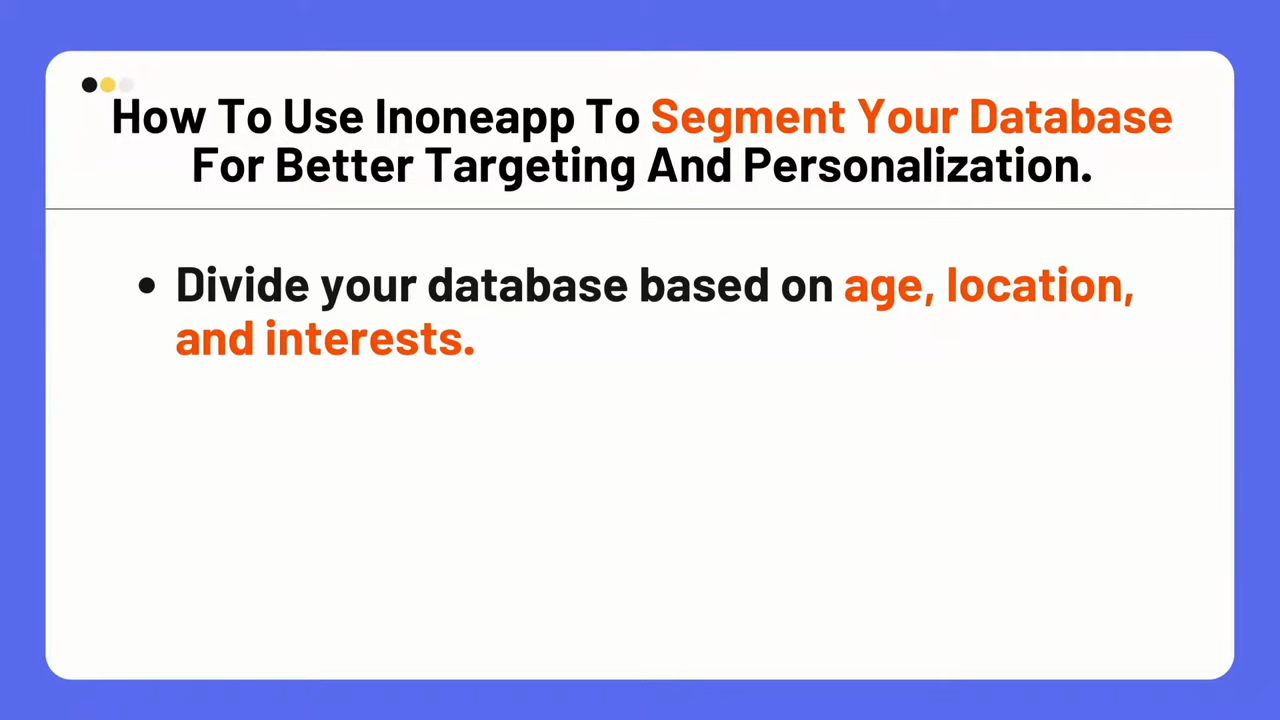 How To Use Inoneapp To Segment Your Database
For Better Targeting And Personalization.
• Divide your database based on age, location,
and interests.